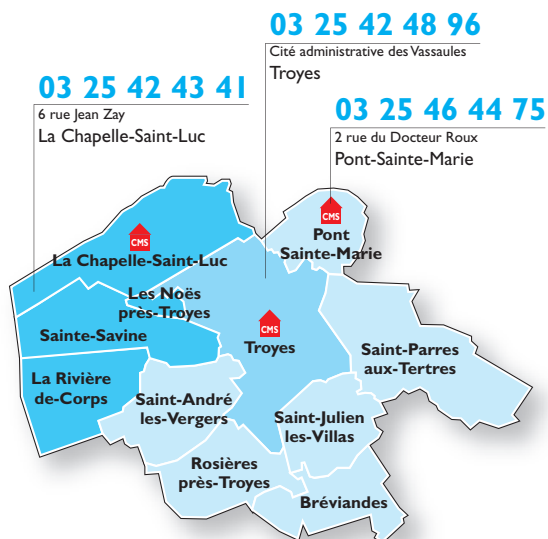 03 25 42 48 96
Cité administrative des Vassaules
Troyes
03 25 42 43 41
6 rue Jean Zay
La Chapelle-Saint-Luc
03 25 46 44 75
2 rue du Docteur Roux
Pont-Sainte-Marie
CMS
Pont
Sainte-Marie
CMS
La Chapelle-Saint-Luc
Les Noës
près-Troyes
Sainte-Savine
CMS
Troyes
Saint-Parres
aux-Tertres
La Rivière
de-Corps
Saint-André
les-Vergers
Saint-Julien
les-Villas
Rosières
près-Troyes
Bréviandes